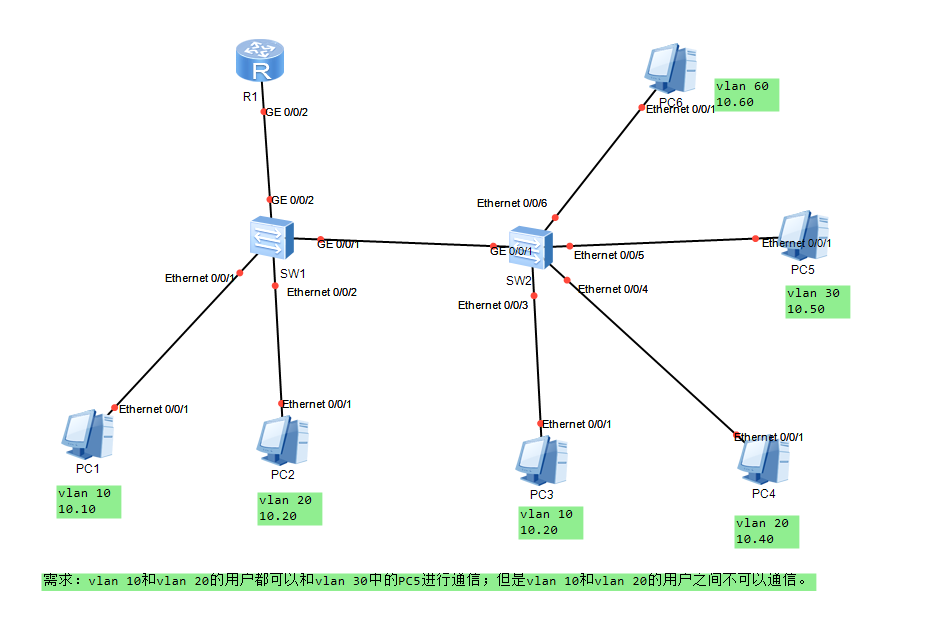 R
R1
GE 0/0/2
GE 0/0/2
GE 0/0/1
SW1
Ethernet 0/0/1
Ethernet 0/0/2
Ethernet 0/0/1
PC1
vlan 10
10.10
Ethernet 0/0/1
PC2
vlan 20
10.20
PC6
Ethernet 0/0/1
vlan 60
10.60
Ethernet 0/0/6
GE 0/0/1
SW2
Ethernet 0/0/5
Ethernet 0/0/4
Ethernet 0/0/3
Ethernet 0/0/1
PC5
vlan 30
10.50
Ethernet 0/0/1
PC3
vlan 10
10.20
Ethernet 0/0/1
PC4
vlan 20
10.40
需求：vlan 10和vlan 20的用户都可以和vlan 30中的PC5进行通信；但是vlan 10和vlan 20的用户之间不可以通信。